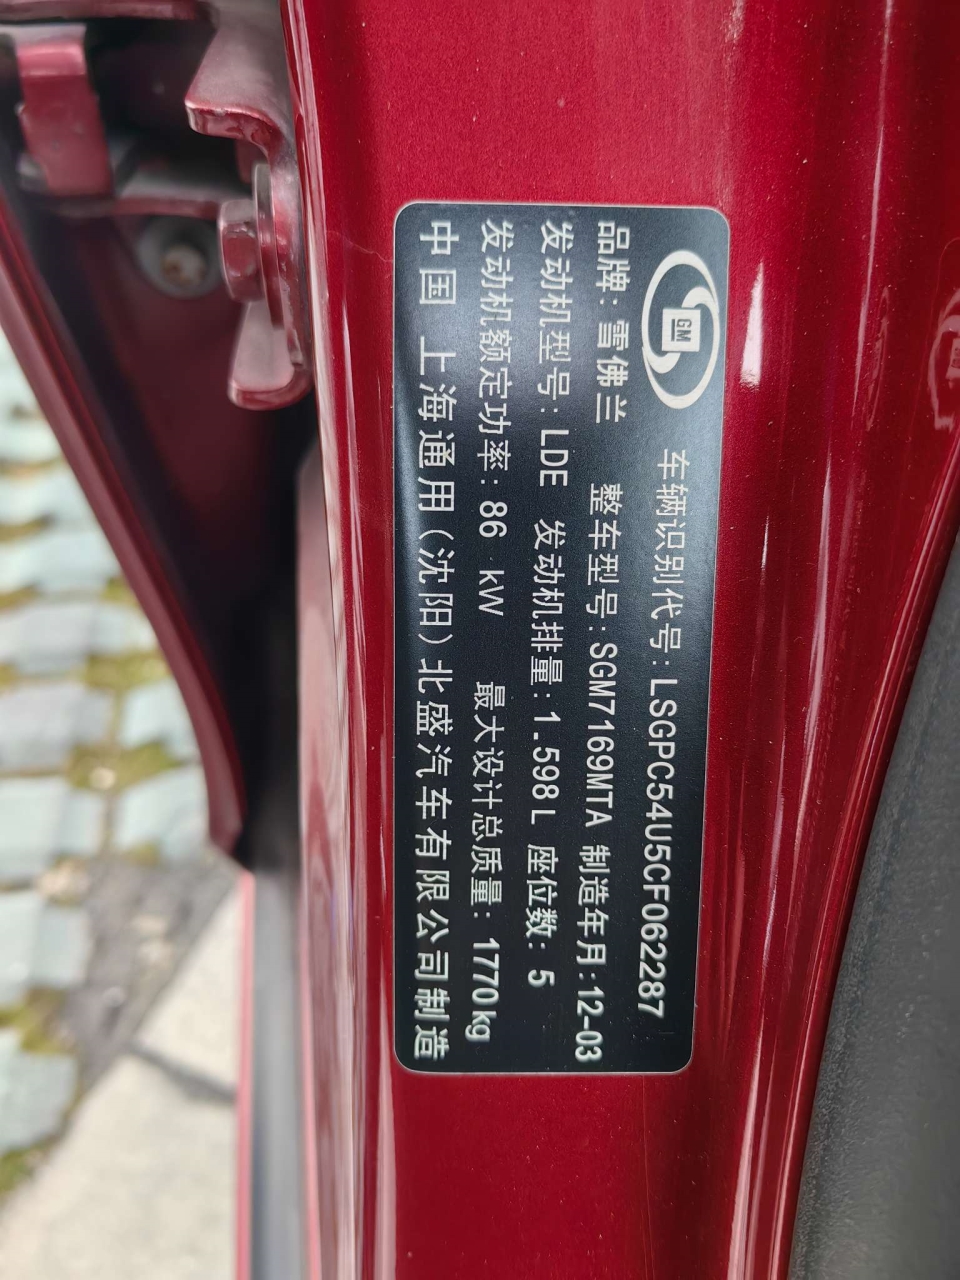 GM
车辆识别代号:LSGPC54U5CF062287
品牌:雪佛兰 整车型号:SGM7169MTA 制造年月:12-03
发动机型号:LDE 发动机排量:1.598L 座位数:5
发动机额定功率:86 kW 最大设计总质量:1770kg
中国 上海通用(沈阳)北盛汽车有限公司制造